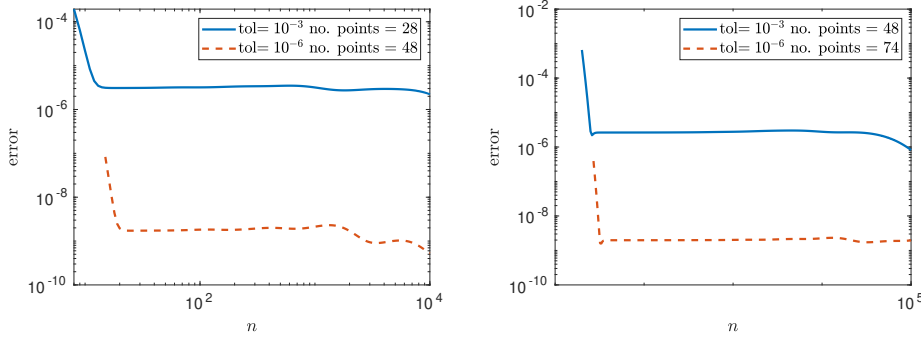 10^-4
10^-6
10^-8
10^-10
error
tol= 10^-3 no. points = 28
tol= 10^-6 no. points = 48
10^2
10^4
n
10^-2
10^-4
10^-6
10^-8
10^-10
error
tol= 10^-3 no. points = 48
tol= 10^-6 no. points = 74
10^5
n